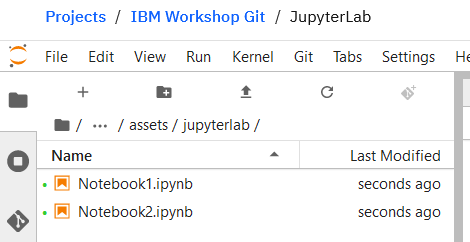 Projects / IBM Workshop Git / JupyterLab
File Edit View Run Kernel Git Tabs Settings He
/ ··· / assets / jupyterlab /
Name Last Modified
Notebook1.ipynb seconds ago
Notebook2.ipynb seconds ago